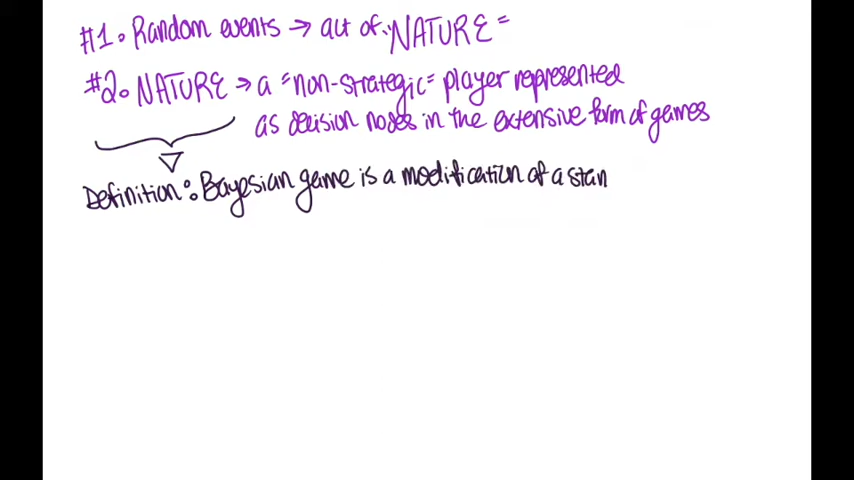 #1. Random events → act of "NATURE"
#2. NATURE → a "non-strategic" player represented
as decision nodes in the extensive form of games
Definition: Bayesian game is a modification of a stan